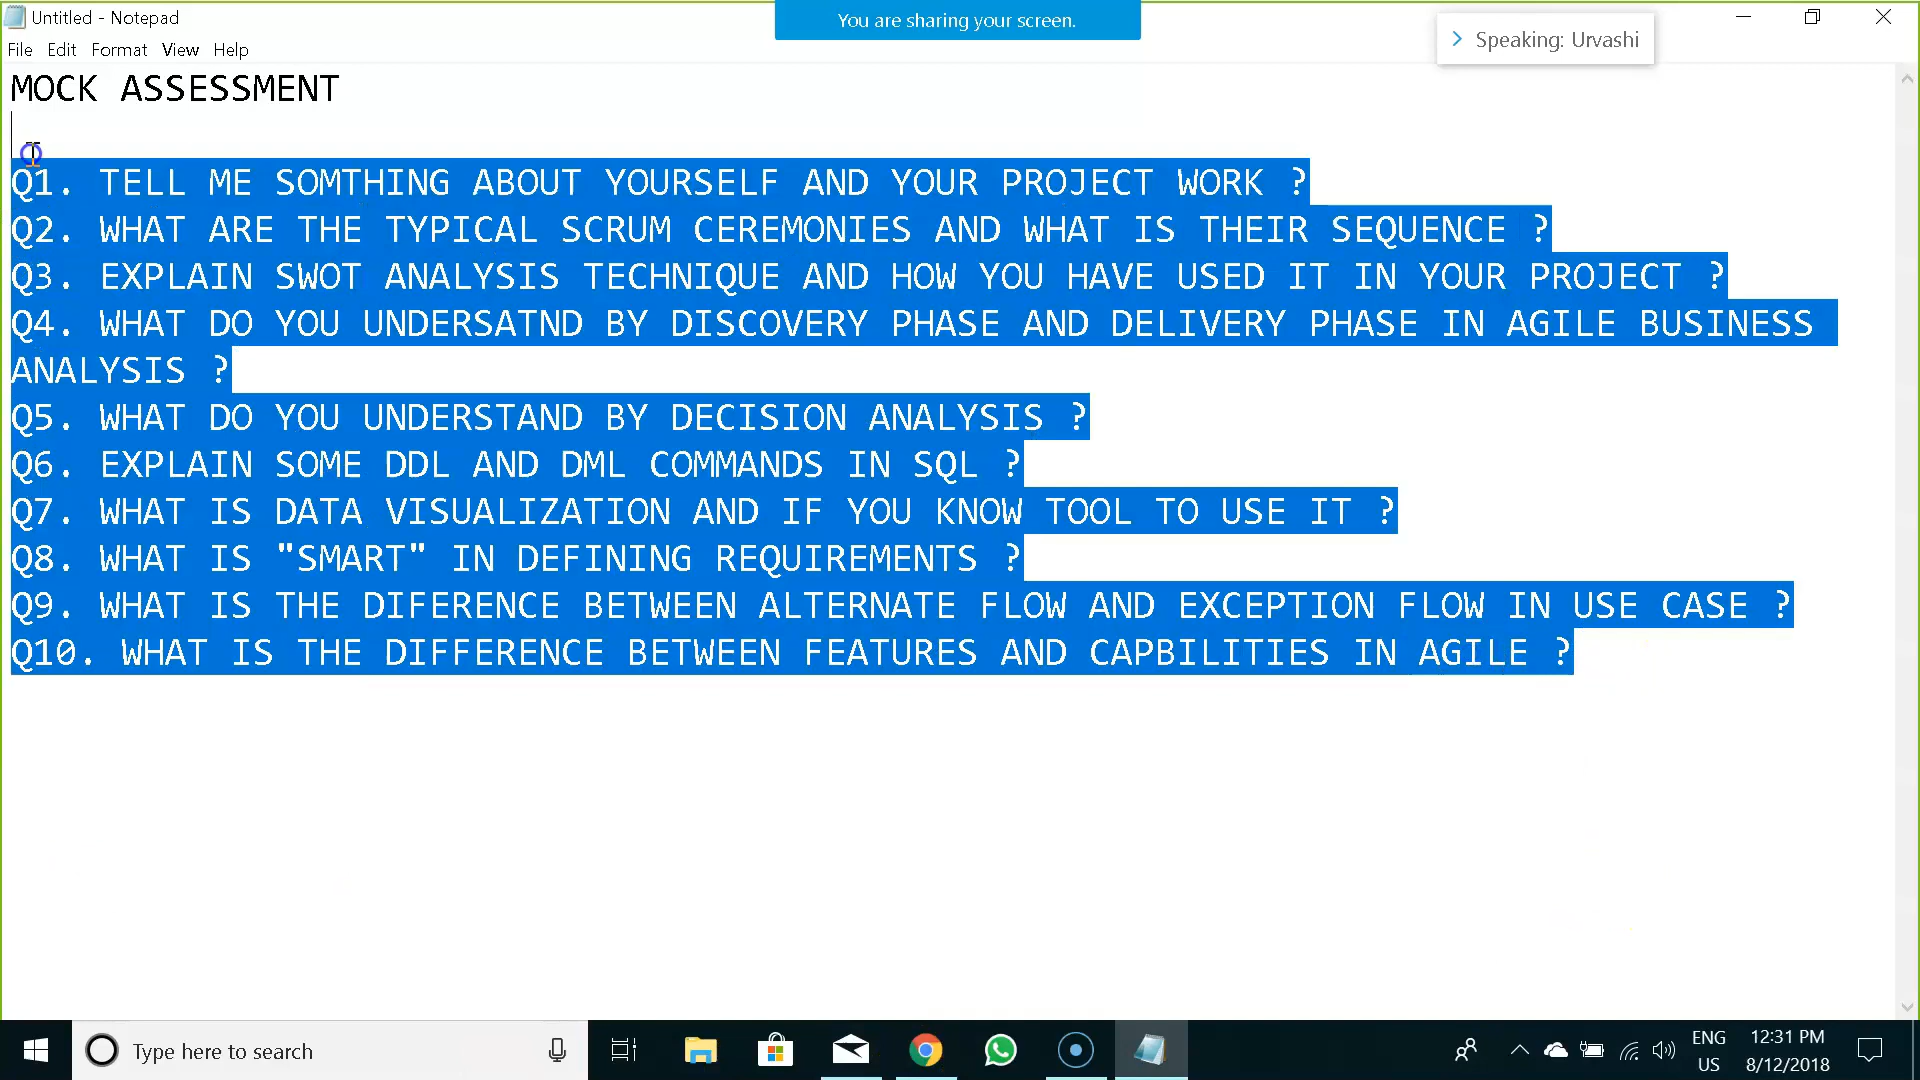 Untitled - Notepad
You are sharing your screen.
Speaking: Urvashi
File Edit Format View Help
MOCK ASSESSMENT
Q1. TELL ME SOMTHING ABOUT YOURSELF AND YOUR PROJECT WORK ?
Q2. WHAT ARE THE TYPICAL SCRUM CEREMONIES AND WHAT IS THEIR SEQUENCE ?
Q3. EXPLAIN SWOT ANALYSIS TECHNIQUE AND HOW YOU HAVE USED IT IN YOUR PROJECT ?
Q4. WHAT DO YOU UNDERSATND BY DISCOVERY PHASE AND DELIVERY PHASE IN AGILE BUSINESS
ANALYSIS ?
Q5. WHAT DO YOU UNDERSTAND BY DECISION ANALYSIS ?
Q6. EXPLAIN SOME DDL AND DML COMMANDS IN SQL ?
Q7. WHAT IS DATA VISUALIZATION AND IF YOU KNOW TOOL TO USE IT ?
Q8. WHAT IS "SMART" IN DEFINING REQUIREMENTS ?
Q9. WHAT IS THE DIFERENCE BETWEEN ALTERNATE FLOW AND EXCEPTION FLOW IN USE CASE ?
Q10. WHAT IS THE DIFFERENCE BETWEEN FEATURES AND CAPBILITIES IN AGILE ?
Type here to search
ENG
US
12:31 PM
8/12/2018